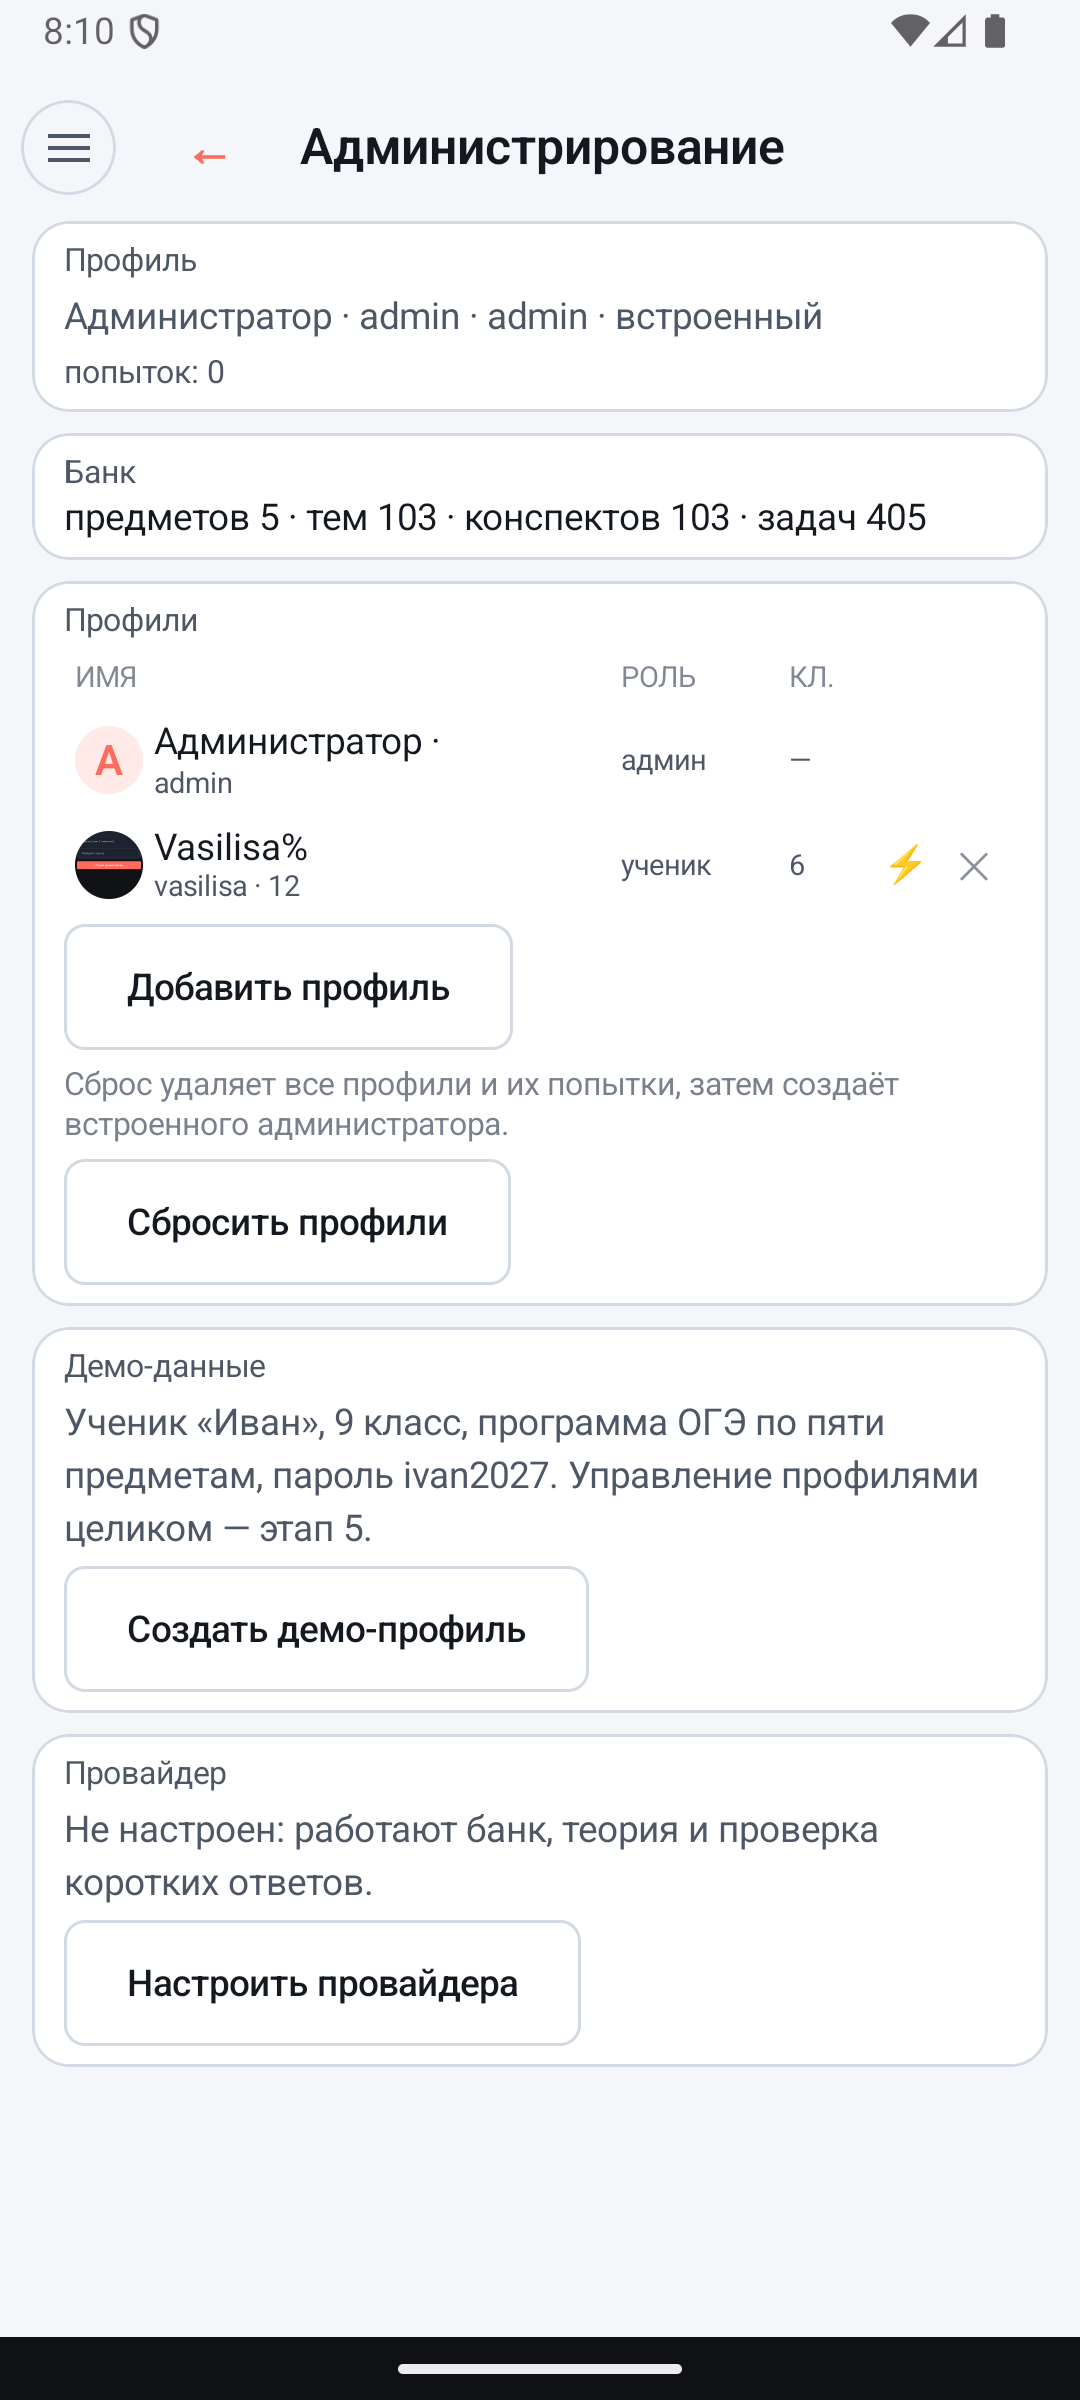 8:10
← Администрирование
Профиль
Администратор · admin · admin · встроенный
попыток: 0
Банк
предметов 5 · тем 103 · конспектов 103 · задач 405
Профили
ИМЯ РОЛЬ КЛ.
А Администратор · админ —
admin
Vasilisa% ученик 6 ⚡ ×
vasilisa · 12
Добавить профиль
Сброс удаляет все профили и их попытки, затем создаёт
встроенного администратора.
Сбросить профили
Демо-данные
Ученик «Иван», 9 класс, программа ОГЭ по пяти
предметам, пароль ivan2027. Управление профилями
целиком — этап 5.
Создать демо-профиль
Провайдер
Не настроен: работают банк, теория и проверка
коротких ответов.
Настроить провайдера